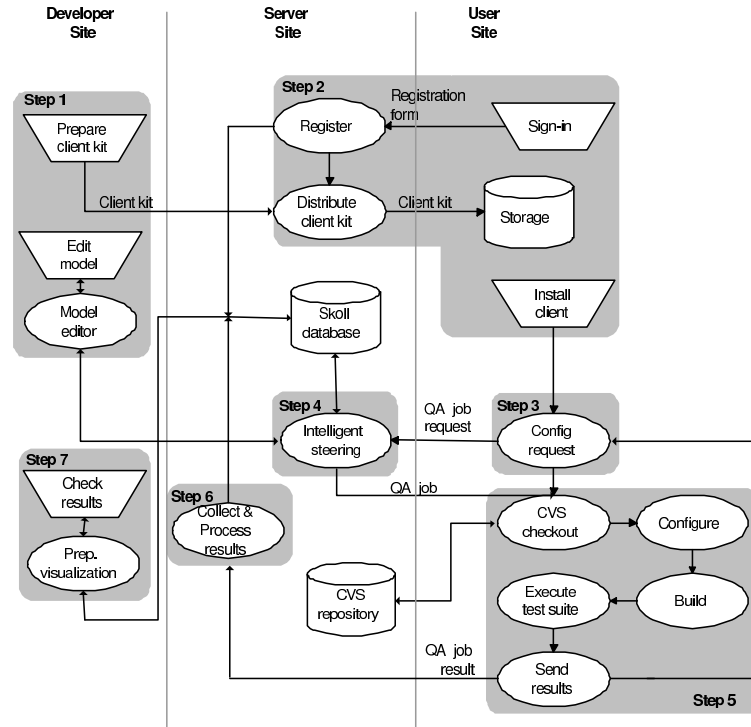 Developer
Site
Server
Site
User
Site
Step 1
Prepare
client kit
Client kit
Edit
model
Model
editor
Step 2
Register
Registration
form
Sign-in
Distribute
client kit
Client kit
Storage
Install
client
Skoll
database
Step 4
Intelligent
steering
QA job
request
Step 3
Config
request
QA job
Step 7
Check
results
Prep.
visualization
Step 6
Collect &
Process
results
CVS
repository
CVS
checkout
Configure
Build
Execute
test suite
Send
results
QA job
result
Step 5